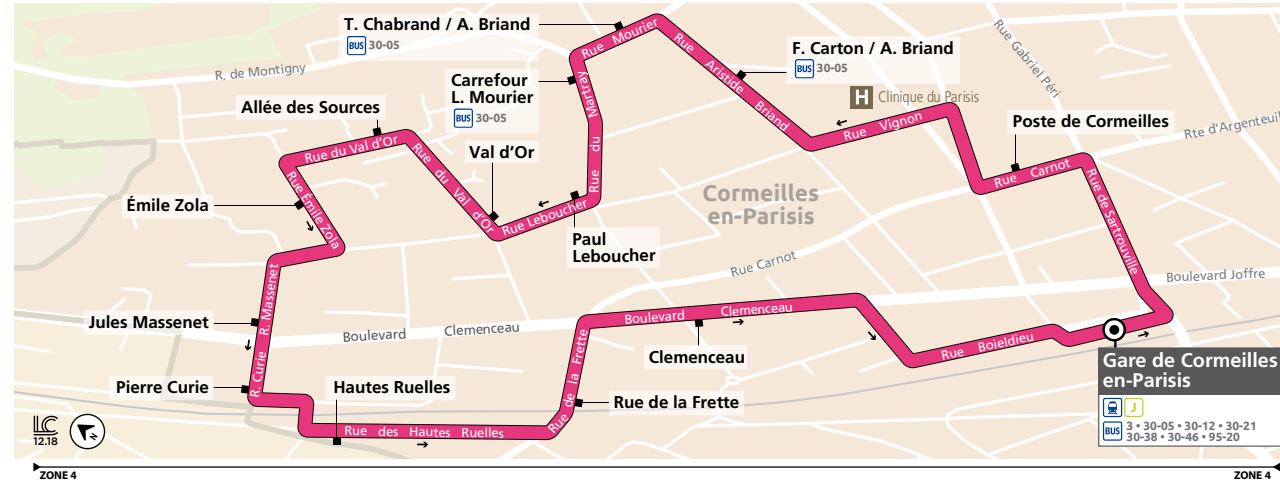 T. Chabrand / A. Briand
BUS 30-05
Rue Mourier
Rue Aristide Briand
F. Carton / A. Briand
BUS 30-05
Rue Gabriel Péri
R. de Montigny
Carrefour
L. Mourier
BUS 30-05
Rue du Martray
H Clinique du Parisis
Rue Vignon
Poste de Cormeilles
Rte d'Argenteuil
Allée des Sources
Rue du Val d'Or
Rue du Val d'Or
Val d'Or
Rue Carnot
Rue de Sartrouville
Émile Zola
Rue Émile Zola
Rue Leboucher
Paul
Leboucher
Cormeilles
en-Parisis
Rue Carnot
Boulevard Joffre
R. Massenet
Jules Massenet
Boulevard Clemenceau
Boulevard Clemenceau
Clemenceau
Rue Boieldieu
Gare de Cormeilles
en-Parisis
J
BUS 3 • 30-05 • 30-12 • 30-21
30-38 • 30-46 • 95-20
R. Curie
Pierre Curie
Hautes Ruelles
Rue des Hautes Ruelles
Rue de la Frette
Rue de la Frette
LC
12.18
N
ZONE 4
ZONE 4